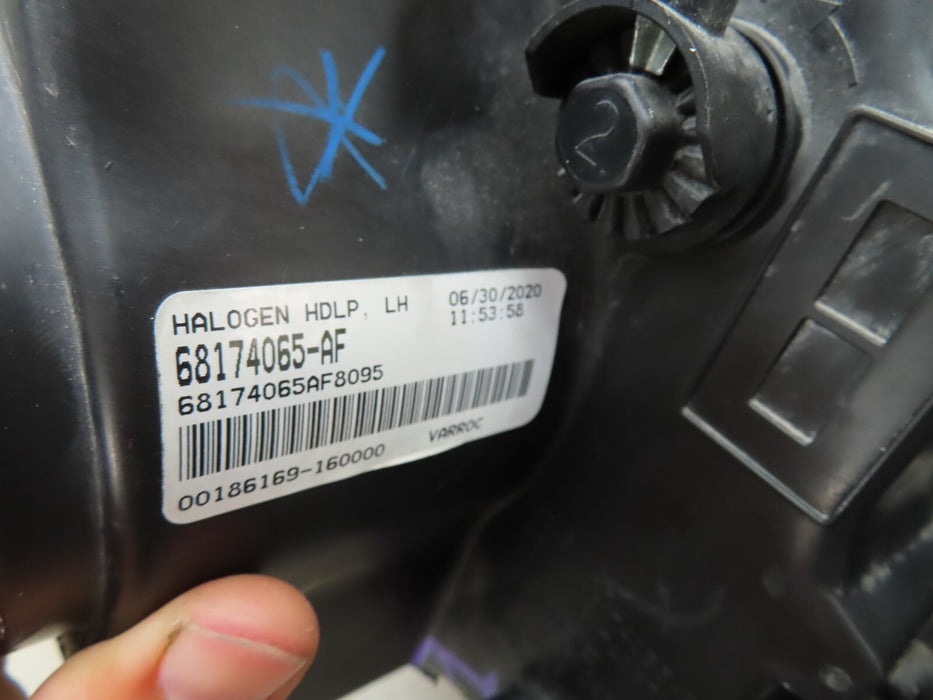 2
HALOGEN HDLP, LH 06/30/2020
11:53:58
68174065-AF
68174065AF8095
VARROC
00186169-160000